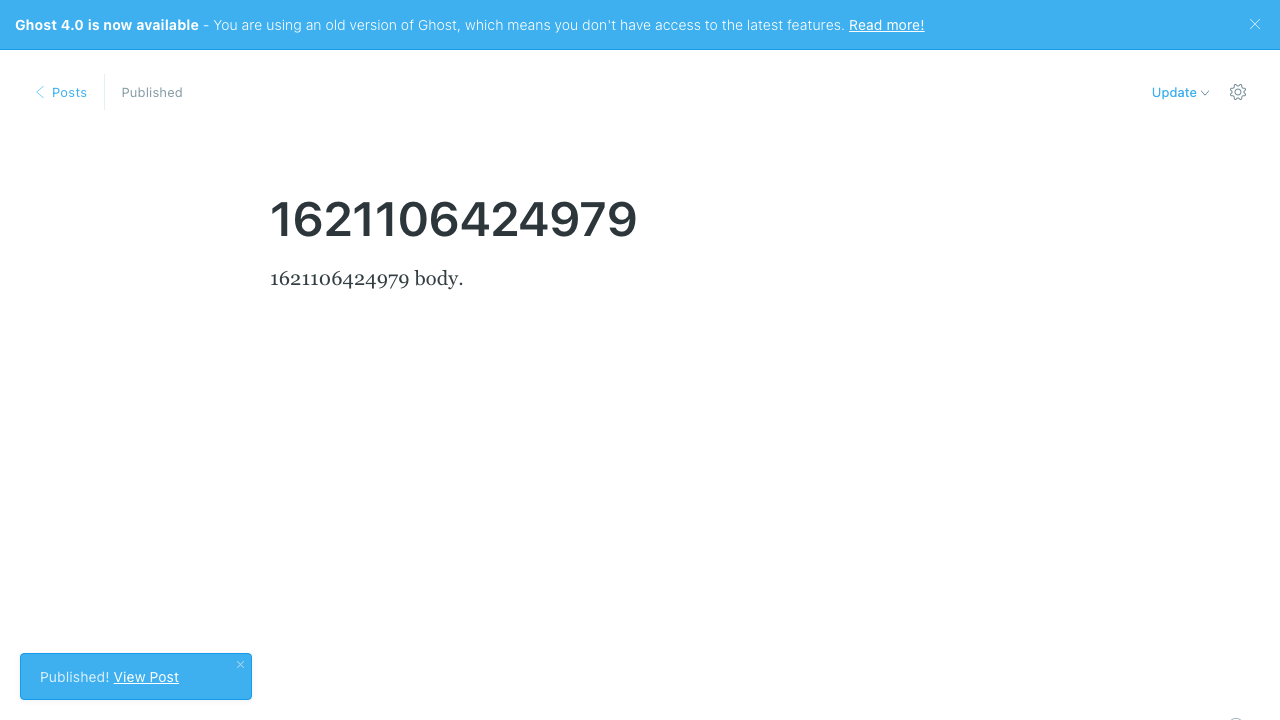 Ghost 4.0 is now available - You are using an old version of Ghost, which means you don't have access to the latest features. Read more!
Posts
Published
Update
1621106424979
1621106424979 body.
Published! View Post